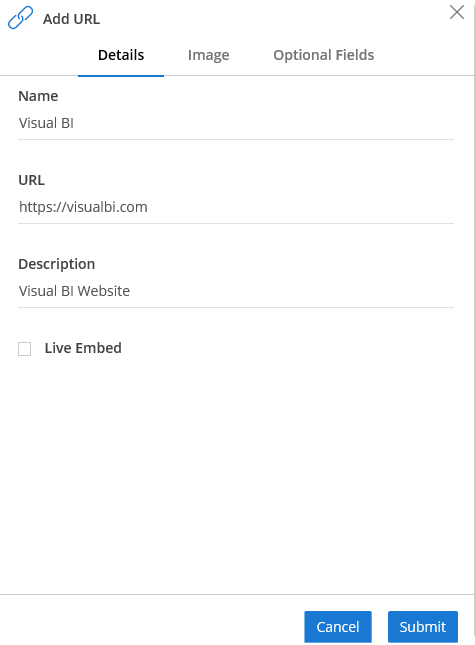 Add URL
Details Image Optional Fields
Name
Visual BI
URL
https://visualbi.com
Description
Visual BI Website
Live Embed
Cancel Submit